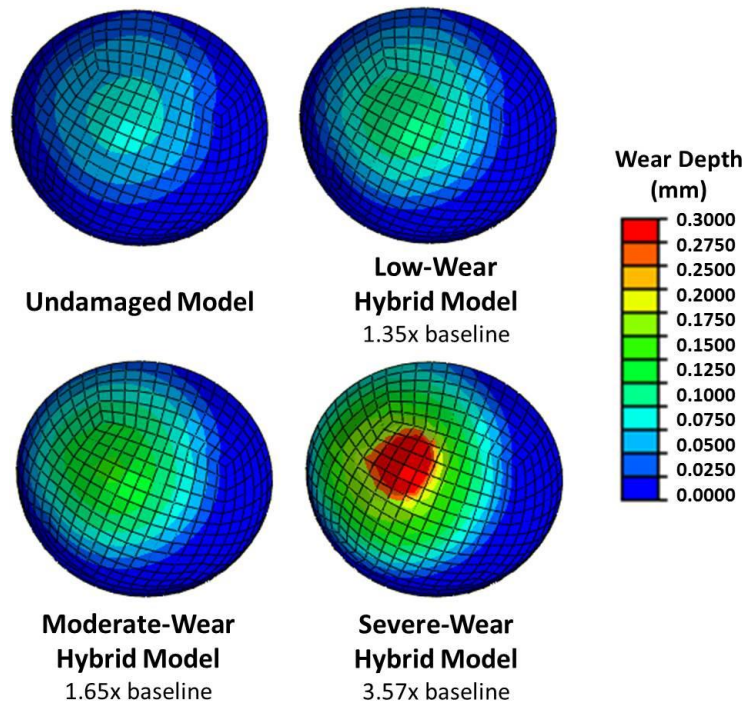 Undamaged Model
Low-Wear
Hybrid Model
1.35x baseline
Wear Depth
(mm)
0.3000
0.2750
0.2500
0.2000
0.1750
0.1500
0.1250
0.1000
0.0750
0.0500
0.0250
0.0000
Moderate-Wear
Hybrid Model
1.65x baseline
Severe-Wear
Hybrid Model
3.57x baseline